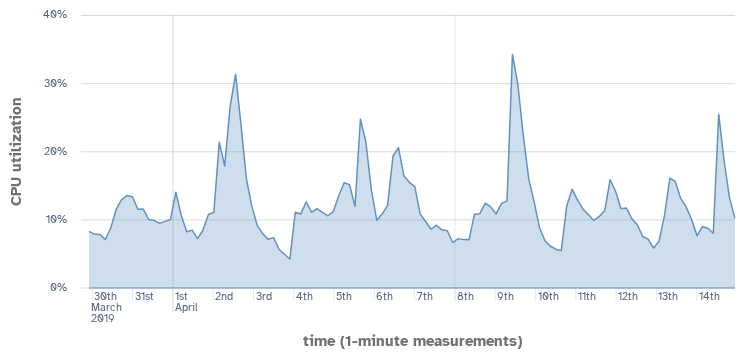 40%
30%
20%
10%
0%
CPU utilization
30th 31st 1st 2nd 3rd 4th 5th 6th 7th 8th 9th 10th 11th 12th 13th 14th
March April
2019
time (1-minute measurements)